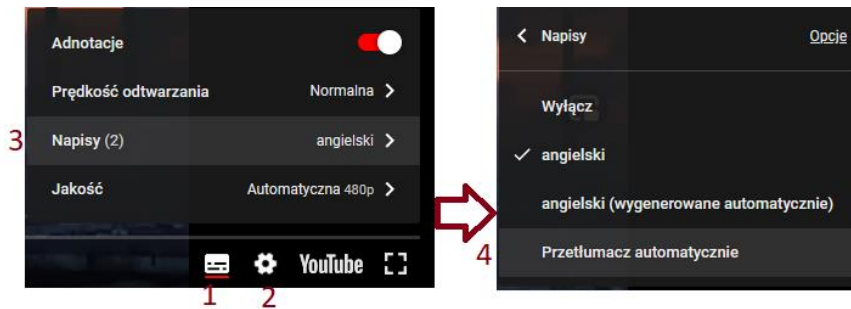 Adnotacje
Prędkość odtwarzania Normalna
3 Napisy (2) angielski
Jakość Automatyczna 480p
YouTube
1 2
Napisy Opcje
Wyłącz
angielski
angielski (wygenerowane automatycznie)
4 Przetłumacz automatycznie